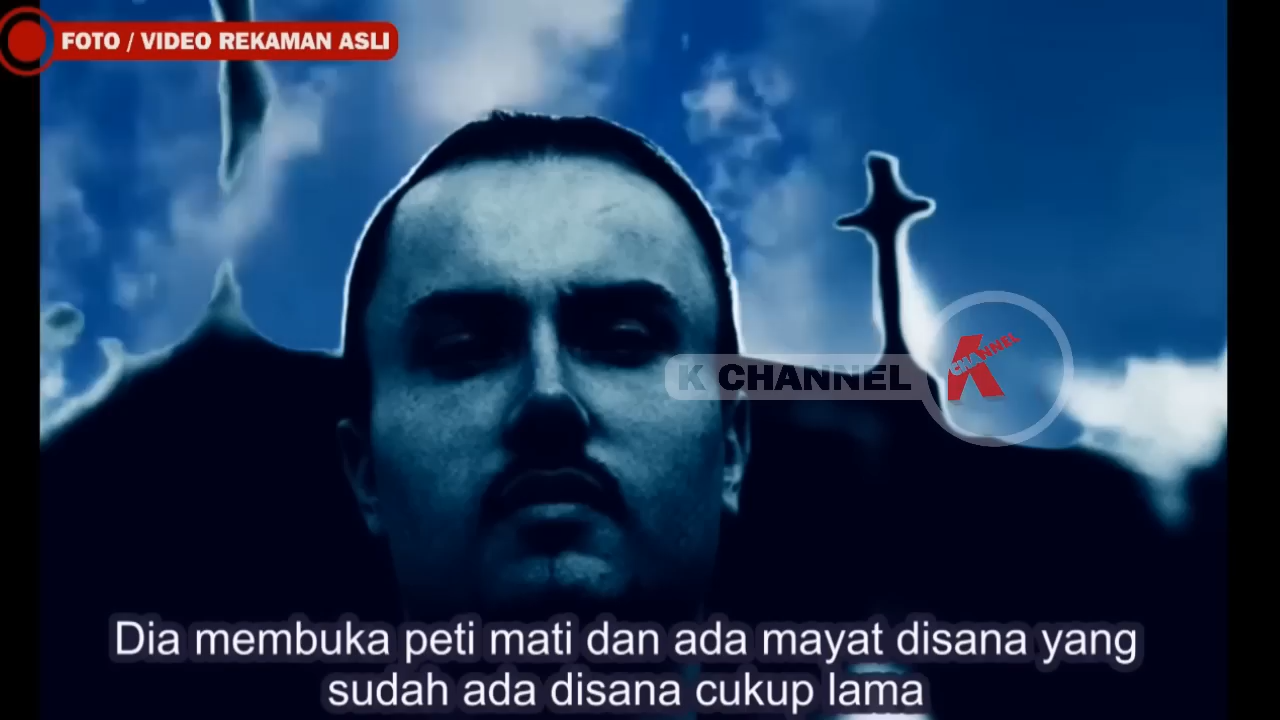 FOTO / VIDEO REKAMAN ASLI
K CHANNEL
K CHANNEL
Dia membuka peti mati dan ada mayat disana yang
sudah ada disana cukup lama